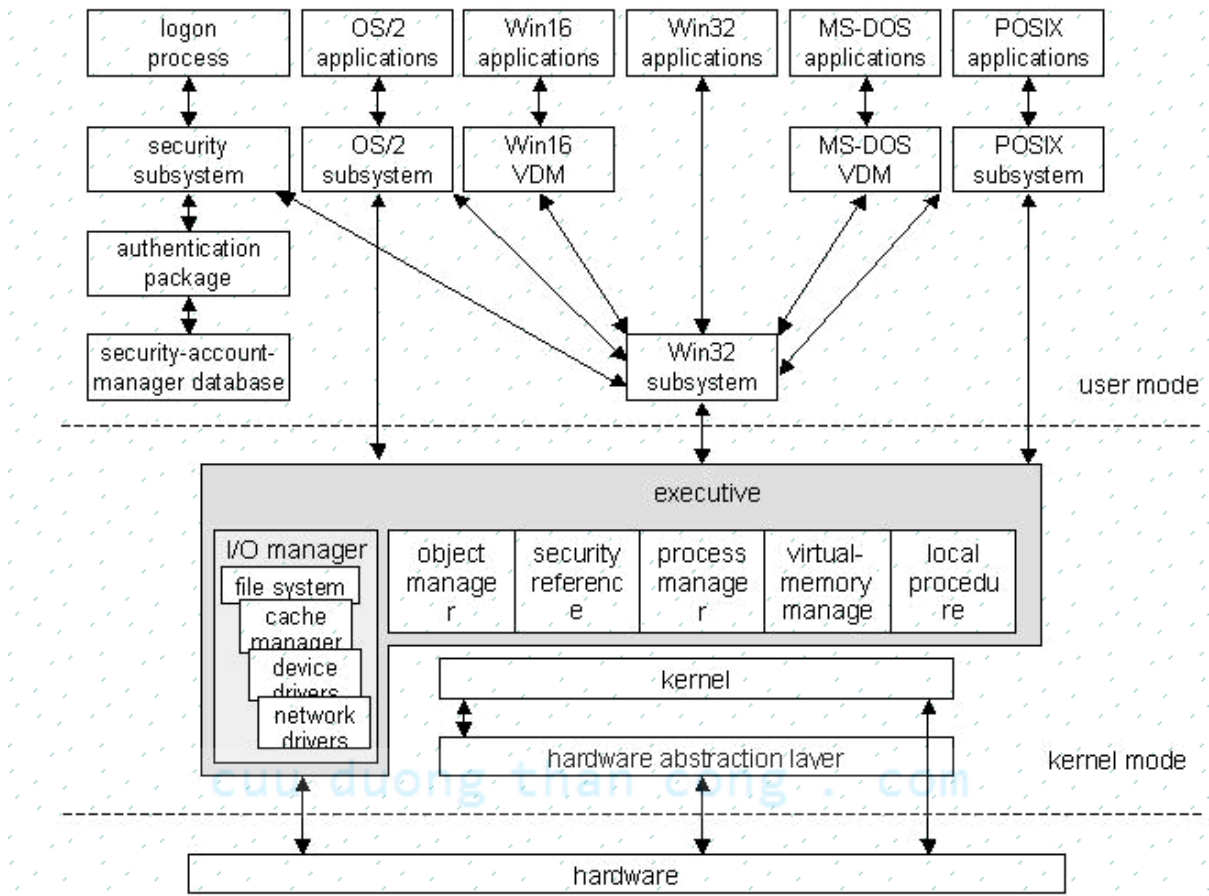 logon
process
OS/2
applications
Win16
applications
Win32
applications
MS-DOS
applications
POSIX
applications
security
subsystem
OS/2
subsystem
Win16
VDM
MS-DOS
VDM
POSIX
subsystem
authentication
package
security-account-
manager database
Win32
subsystem
user mode
executive
I/O manager
file system
cache
manager
device
drivers
network
drivers
object
manage
r
security
referenc
e
process
manage
r
virtual-
memory
manage
local
procedu
re
kernel
hardware abstraction layer
kernel mode
cuu duong than cong . com
hardware